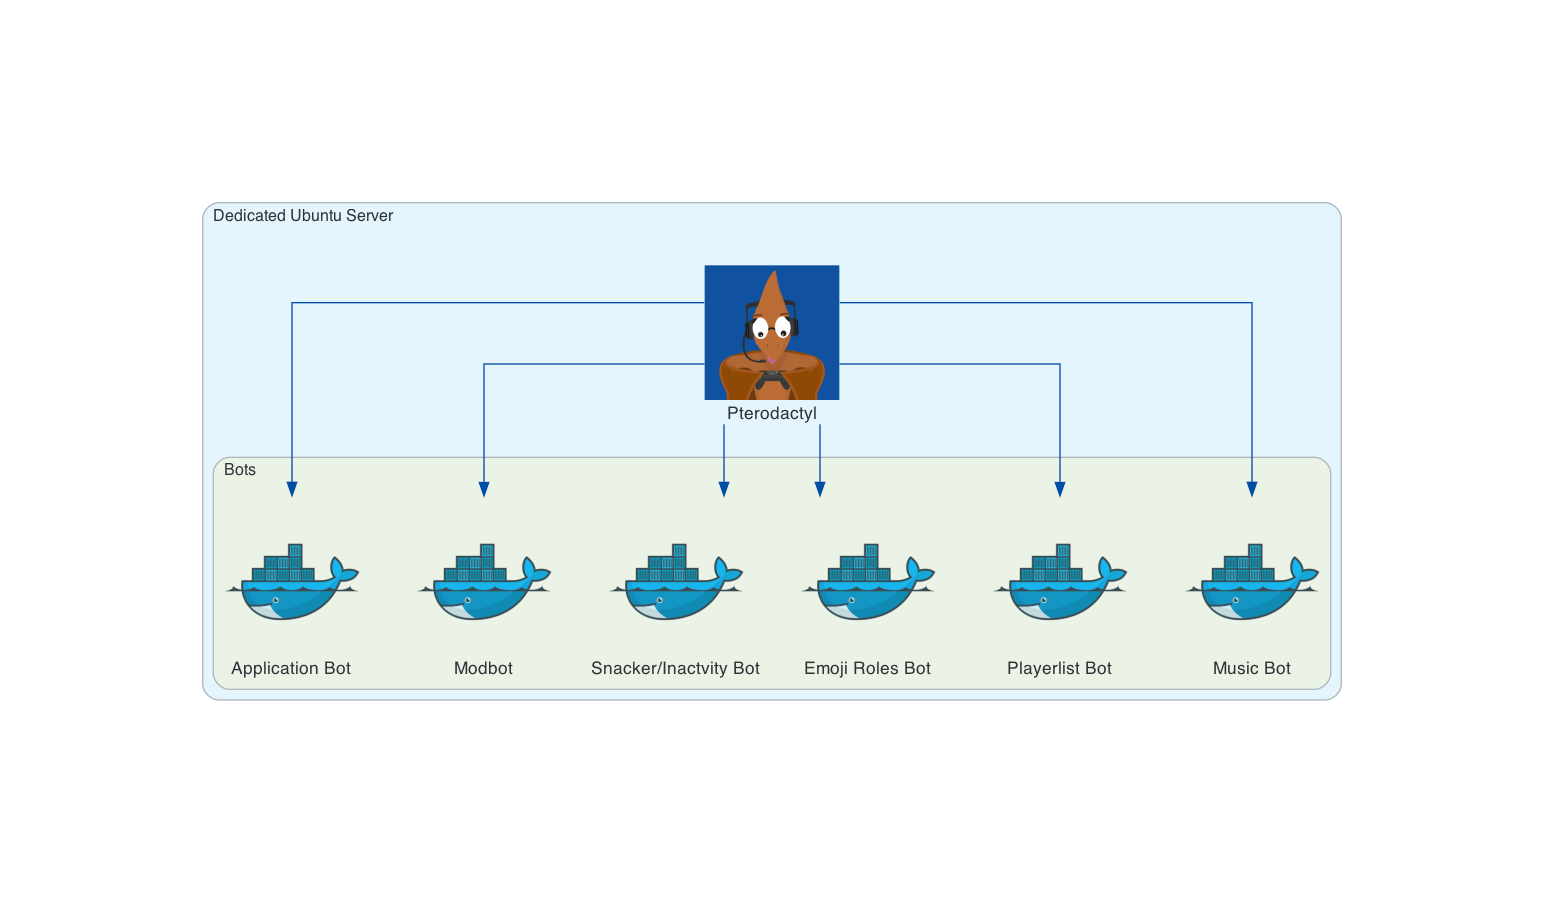 Dedicated Ubuntu Server
Pterodactyl
Bots
Application Bot
Modbot
Snacker/Inactvity Bot
Emoji Roles Bot
Playerlist Bot
Music Bot